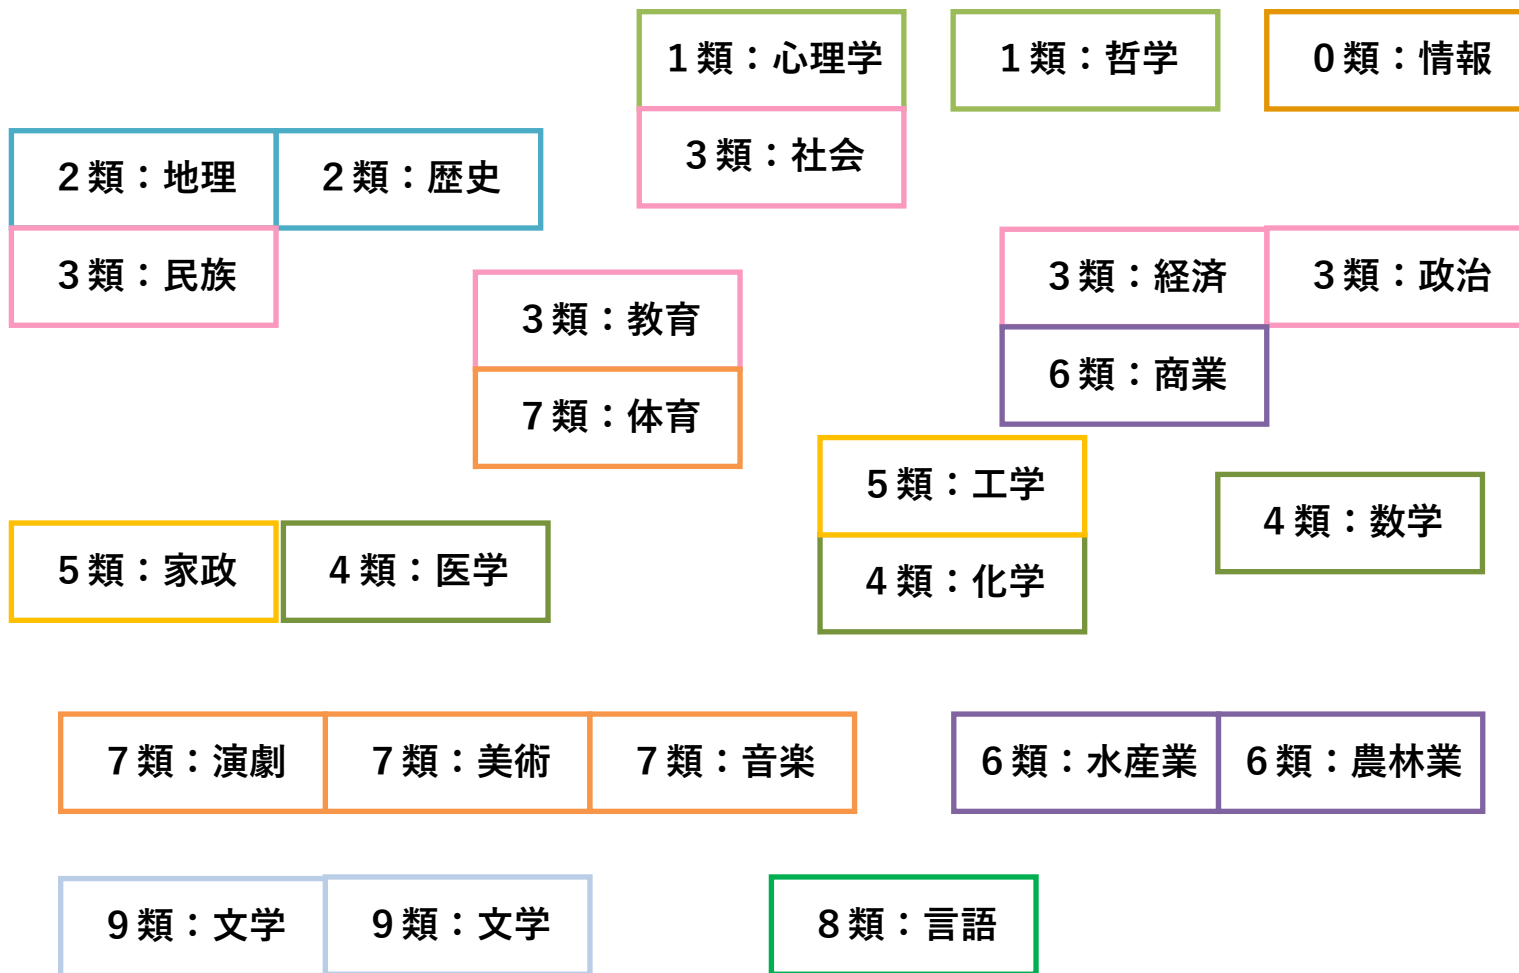 1類：心理学
1類：哲学
0類：情報
3類：社会
2類：地理
2類：歴史
3類：民族
3類：経済
3類：政治
3類：教育
6類：商業
7類：体育
5類：工学
4類：数学
5類：家政
4類：医学
4類：化学
7類：演劇
7類：美術
7類：音楽
6類：水産業
6類：農林業
9類：文学
9類：文学
8類：言語